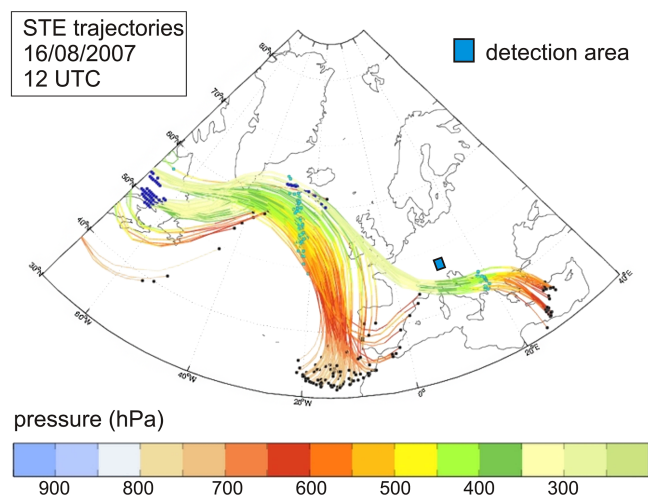 STE trajectories
16/08/2007
12 UTC
detection area
80°N
70°N
60°N
50°N
40°N
30°N
60°W
40°W
20°W
0°
20°E
40°E
pressure (hPa)
900 800 700 600 500 400 300